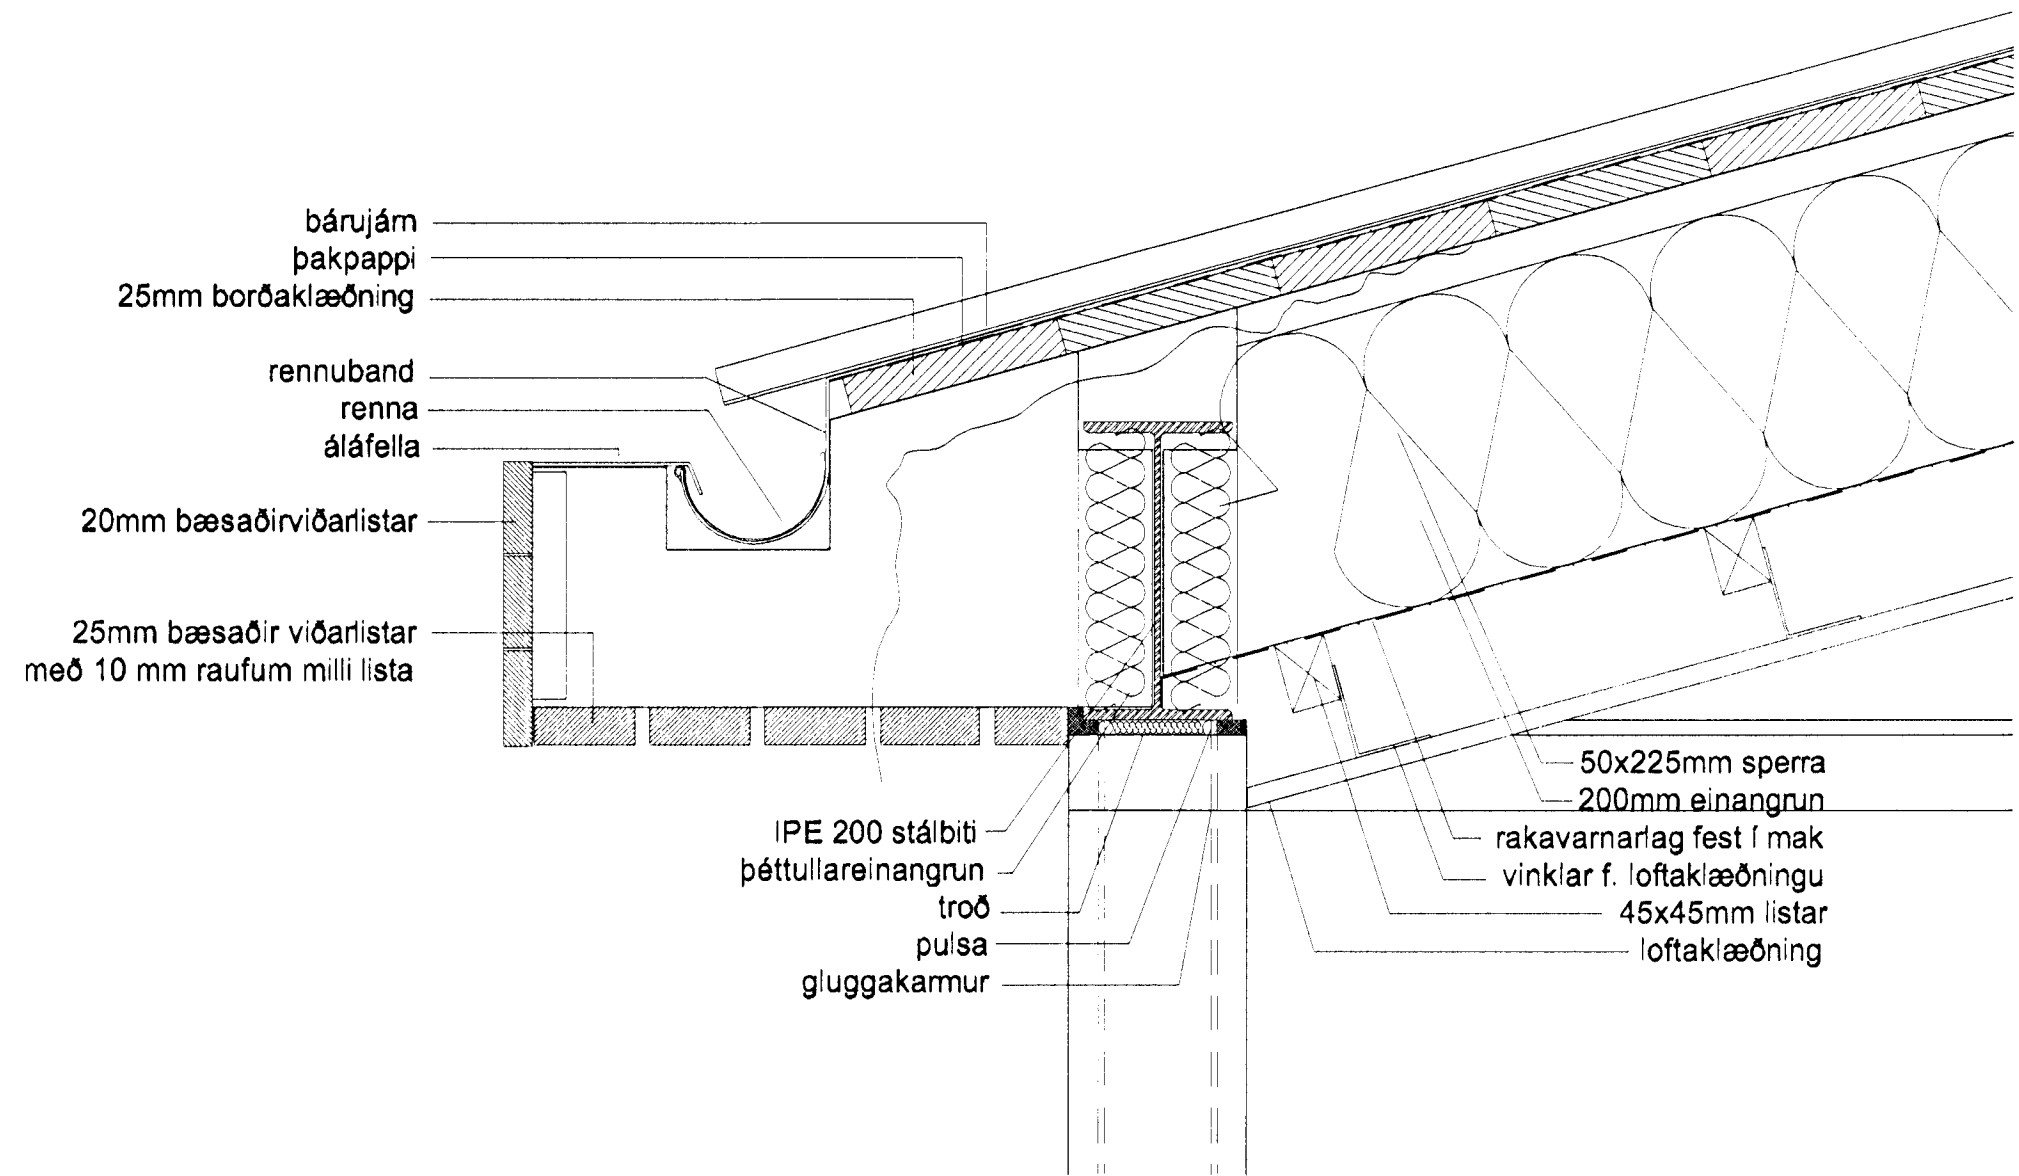 bárujárn
þakpappi
25mm borðaklæðning
rennuband
renna
áláfella
20mm bæsaðirviðarlistar
25mm bæsaðir viðarlistar
með 10 mm raufum milli lista
IPE 200 stálbiti
þéttullareinangrun
troð
pulsa
gluggakarmur
50x225mm sperra
200mm einangrun
rakavarnarlag fest í mak
vinklar f. loftaklæðningu
45x45mm listar
loftaklæðning